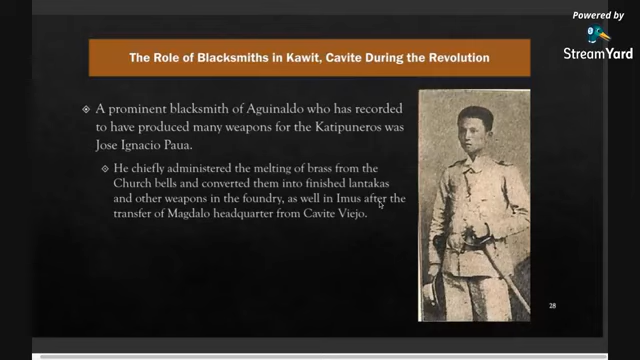 Powered by
StreamYard
The Role of Blacksmiths in Kawit, Cavite During the Revolution
A prominent blacksmith of Aguinaldo who has recorded
to have produced many weapons for the Katipuneros was
Jose Ignacio Paua.
He chiefly administered the melting of brass from the
Church bells and converted them into finished lantakas
and other weapons in the foundry, as well in Imus after the
transfer of Magdalo headquarter from Cavite Viejo.
28